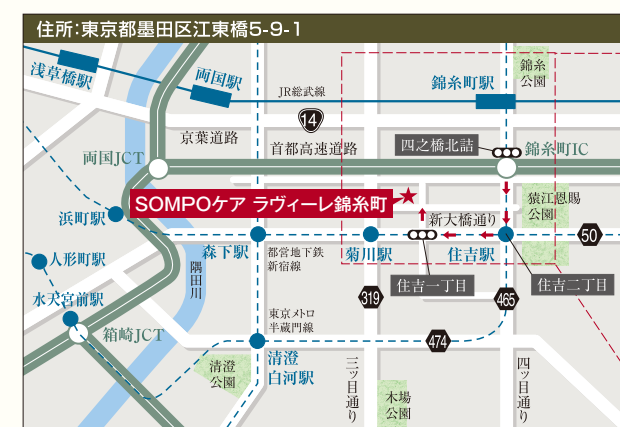 住所：東京都墨田区江東橋5-9-1
浅草橋駅
両国駅
JR総武線
錦糸町駅
錦糸
公園
14
京葉道路
首都高速道路
四之橋北詰
錦糸町IC
両国JCT
SOMPOケア ラヴィーレ錦糸町
猿江恩賜
公園
新大橋通り
浜町駅
50
森下駅
都営地下鉄
新宿線
菊川駅
住吉駅
人形町駅
隅田川
住吉一丁目
住吉二丁目
水天宮前駅
319
465
箱崎JCT
東京メトロ
半蔵門線
474
清澄
白河駅
清澄
公園
三ッ目通り
四ッ目通り
木場
公園